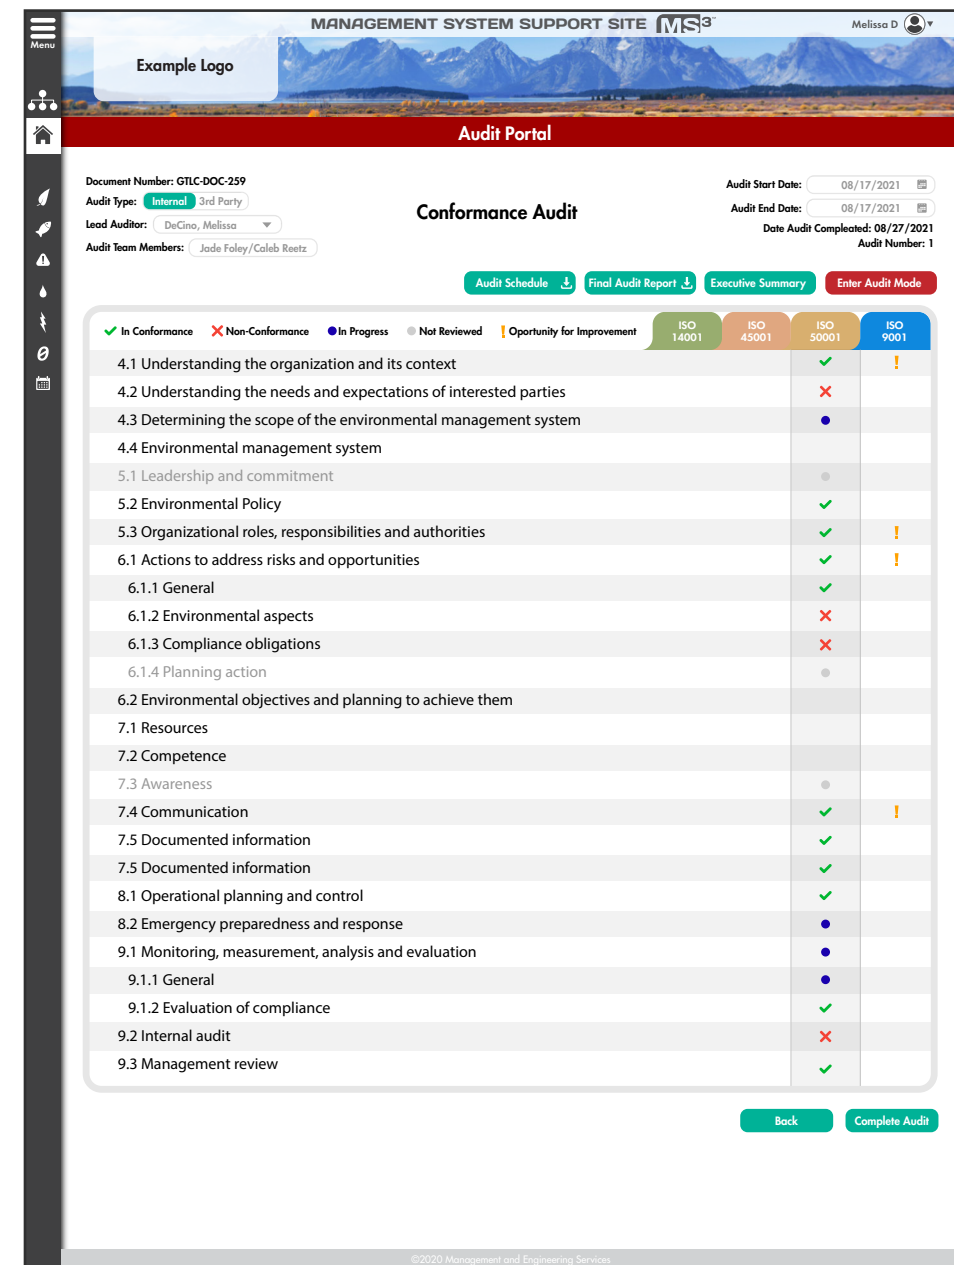 MANAGEMENT SYSTEM SUPPORT SITE MS3
Melissa D
Menu
Example Logo
Audit Portal
Document Number: GTLC-DOC-259
Audit Type: Internal 3rd Party
Lead Auditor: DeCino, Melissa
Audit Team Members: Jade Foley/Caleb Reetz
Conformance Audit
Audit Start Date: 08/17/2021
Audit End Date: 08/17/2021
Date Audit Compleated: 08/27/2021
Audit Number: 1
Audit Schedule Final Audit Report Executive Summary Enter Audit Mode
In Conformance Non-Conformance In Progress Not Reviewed Oportunity for Improvement
ISO 14001 ISO 45001 ISO 50001 ISO 9001
4.1 Understanding the organization and its context
4.2 Understanding the needs and expectations of interested parties
4.3 Determining the scope of the environmental management system
4.4 Environmental management system
5.1 Leadership and commitment
5.2 Environmental Policy
5.3 Organizational roles, responsibilities and authorities
6.1 Actions to address risks and opportunities
6.1.1 General
6.1.2 Environmental aspects
6.1.3 Compliance obligations
6.1.4 Planning action
6.2 Environmental objectives and planning to achieve them
7.1 Resources
7.2 Competence
7.3 Awareness
7.4 Communication
7.5 Documented information
7.5 Documented information
8.1 Operational planning and control
8.2 Emergency preparedness and response
9.1 Monitoring, measurement, analysis and evaluation
9.1.1 General
9.1.2 Evaluation of compliance
9.2 Internal audit
9.3 Management review
Back Complete Audit
©2020 Management and Engineering Services